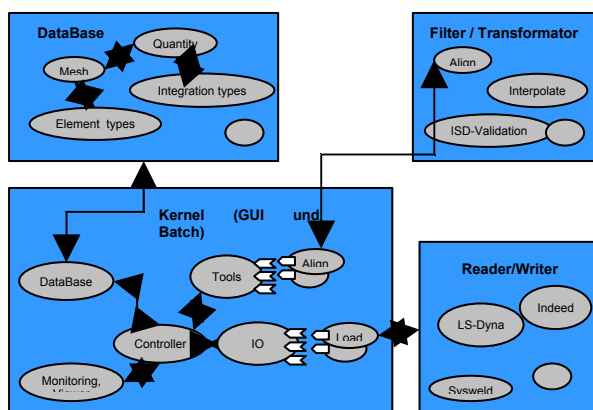 DataBase
Quantity
Mesh
Integration types
Element types
Filter / Transformator
Align
Interpolate
ISD-Validation
Kernel (GUI und
Batch)
Align
Tools
DataBase
Controller
IO
Load
Monitoring,
Viewer
Reader/Writer
Indeed
LS-Dyna
Sysweld